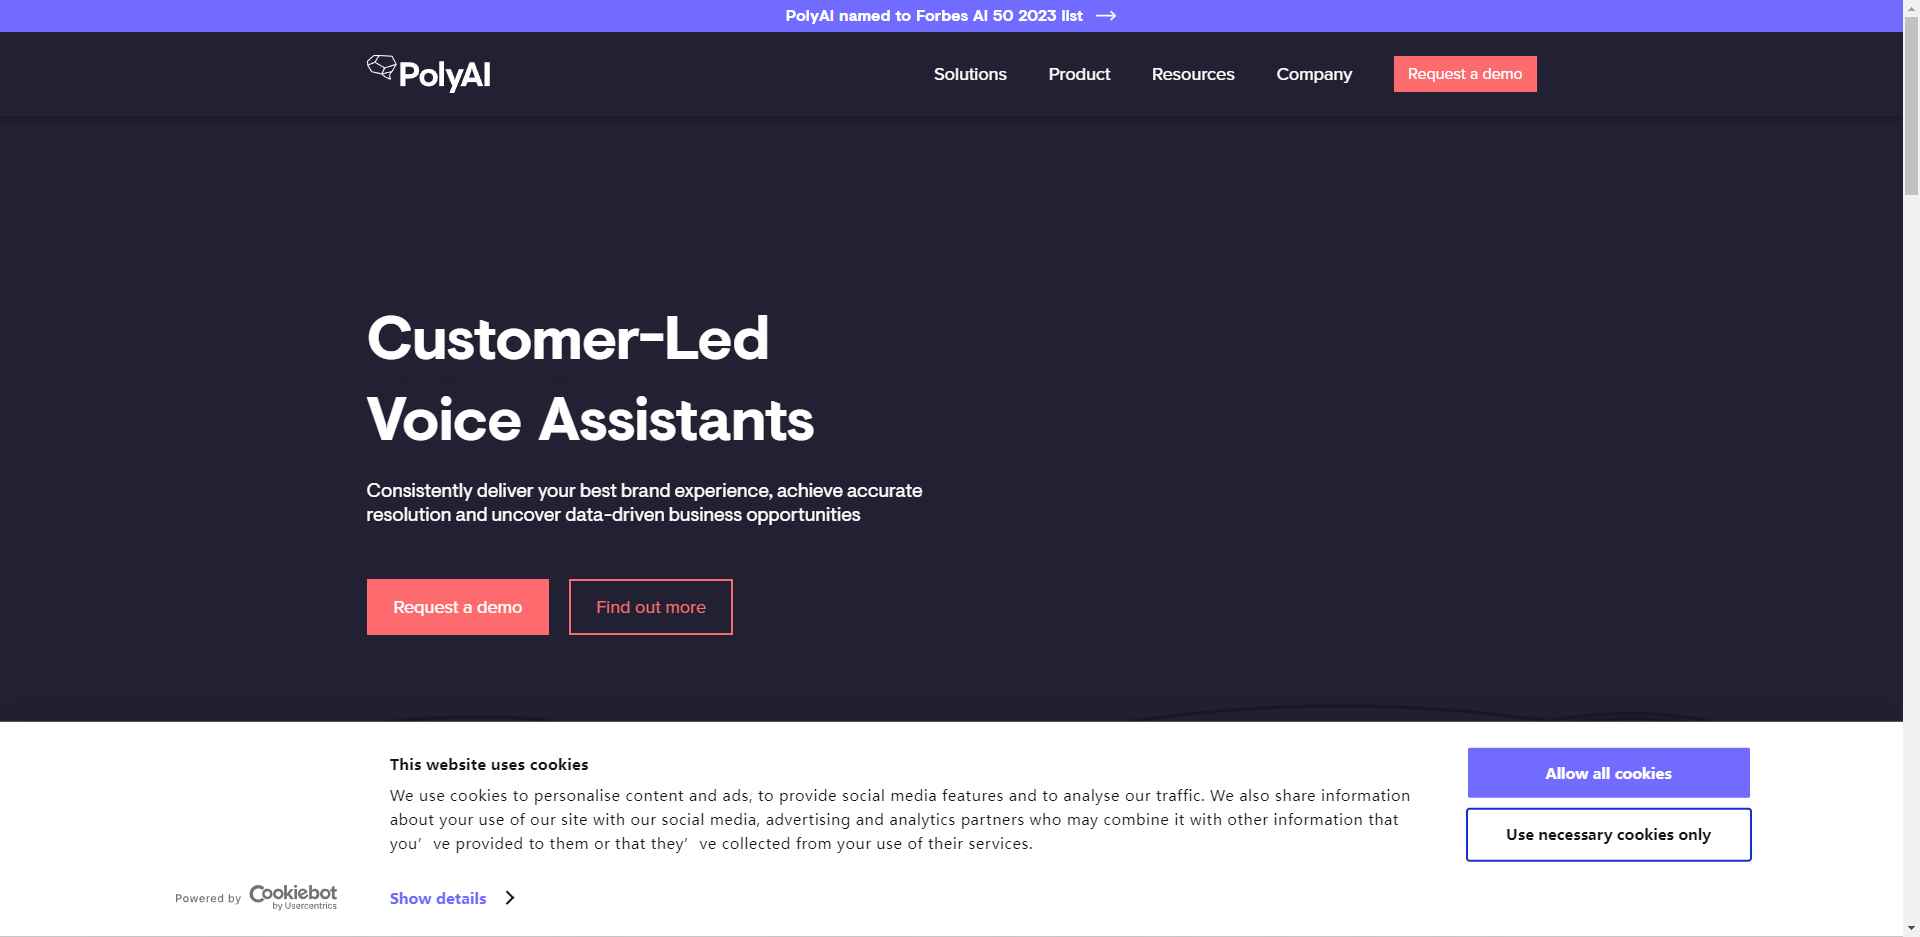 PolyAI named to Forbes AI 50 2023 list
PolyAI
Solutions
Product
Resources
Company
Request a demo
Customer-Led
Voice Assistants
Consistently deliver your best brand experience, achieve accurate
resolution and uncover data-driven business opportunities
Request a demo
Find out more
This website uses cookies
We use cookies to personalise content and ads, to provide social media features and to analyse our traffic. We also share information
about your use of our site with our social media, advertising and analytics partners who may combine it with other information that
you’ve provided to them or that they’ve collected from your use of their services.
Allow all cookies
Use necessary cookies only
Powered by
Cookiebot
by Usercentrics
Show details